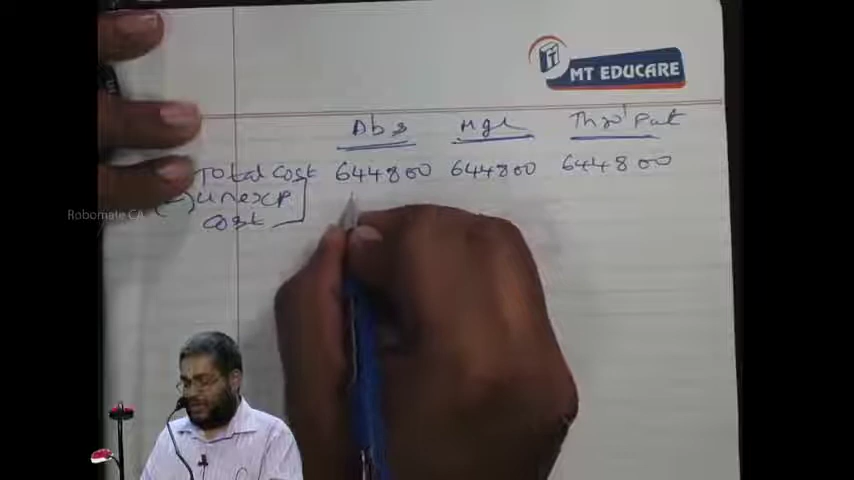 MT EDUCARE
Abs Mgl Thro' Put
Total Cost 644800 644800 644800
(-) unexp
Cost
Robomate CA